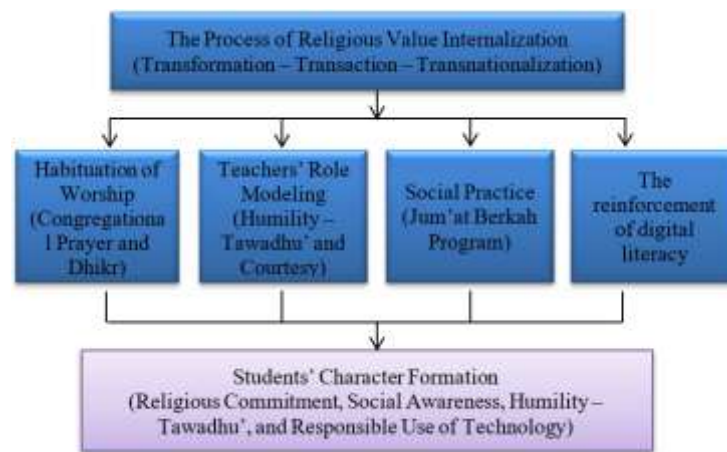 The Process of Religious Value Internalization
(Transformation – Transaction – Transnationalization)
Habituation of
Worship
(Congregationa
l Prayer and
Dhikr)
Teachers’ Role
Modeling
(Humility –
Tawadhu’ and
Courtesy)
Social Practice
(Jum’at Berkah
Program)
The
reinforcement
of digital
literacy
Students’ Character Formation
(Religious Commitment, Social Awareness, Humility –
Tawadhu’, and Responsible Use of Technology)